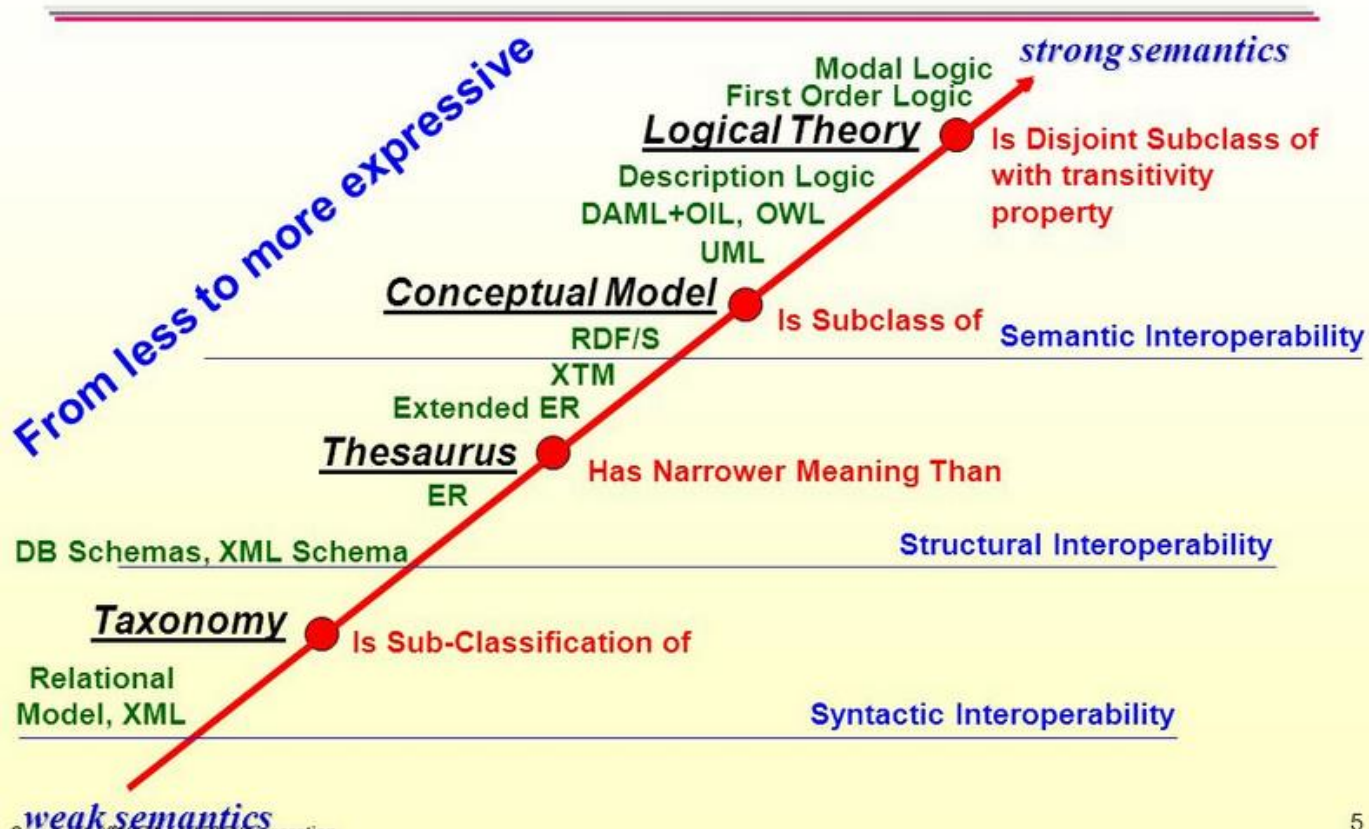 From less to more expressive
strong semantics
Modal Logic
First Order Logic
Logical Theory
Is Disjoint Subclass of
with transitivity
property
Description Logic
DAML+OIL, OWL
UML
Conceptual Model
Is Subclass of
RDF/S
Semantic Interoperability
XTM
Extended ER
Thesaurus
Has Narrower Meaning Than
ER
DB Schemas, XML Schema
Structural Interoperability
Taxonomy
Is Sub-Classification of
Relational
Model, XML
Syntactic Interoperability
weak semantics
5